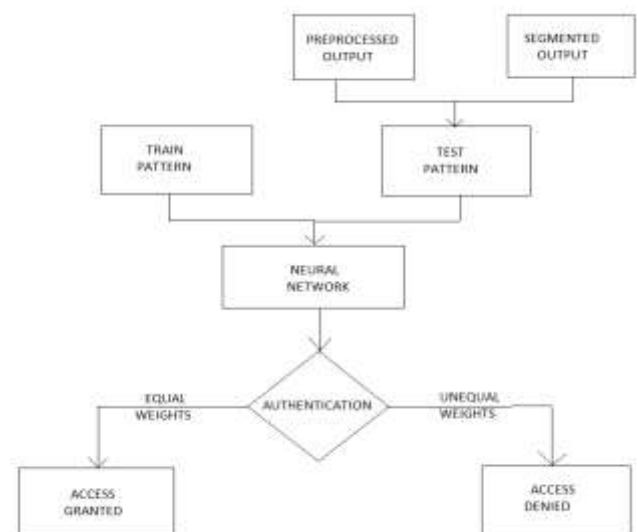 PREPROCESSED
OUTPUT
SEGMENTED
OUTPUT
TRAIN
PATTERN
TEST
PATTERN
NEURAL
NETWORK
AUTHENTICATION
EQUAL
WEIGHTS
UNEQUAL
WEIGHTS
ACCESS
GRANTED
ACCESS
DENIED